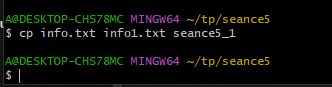 A@DESKTOP-CHS78MC MINGW64 ~/tp/seance5
$ cp info.txt info1.txt seance5_1
A@DESKTOP-CHS78MC MINGW64 ~/tp/seance5
$